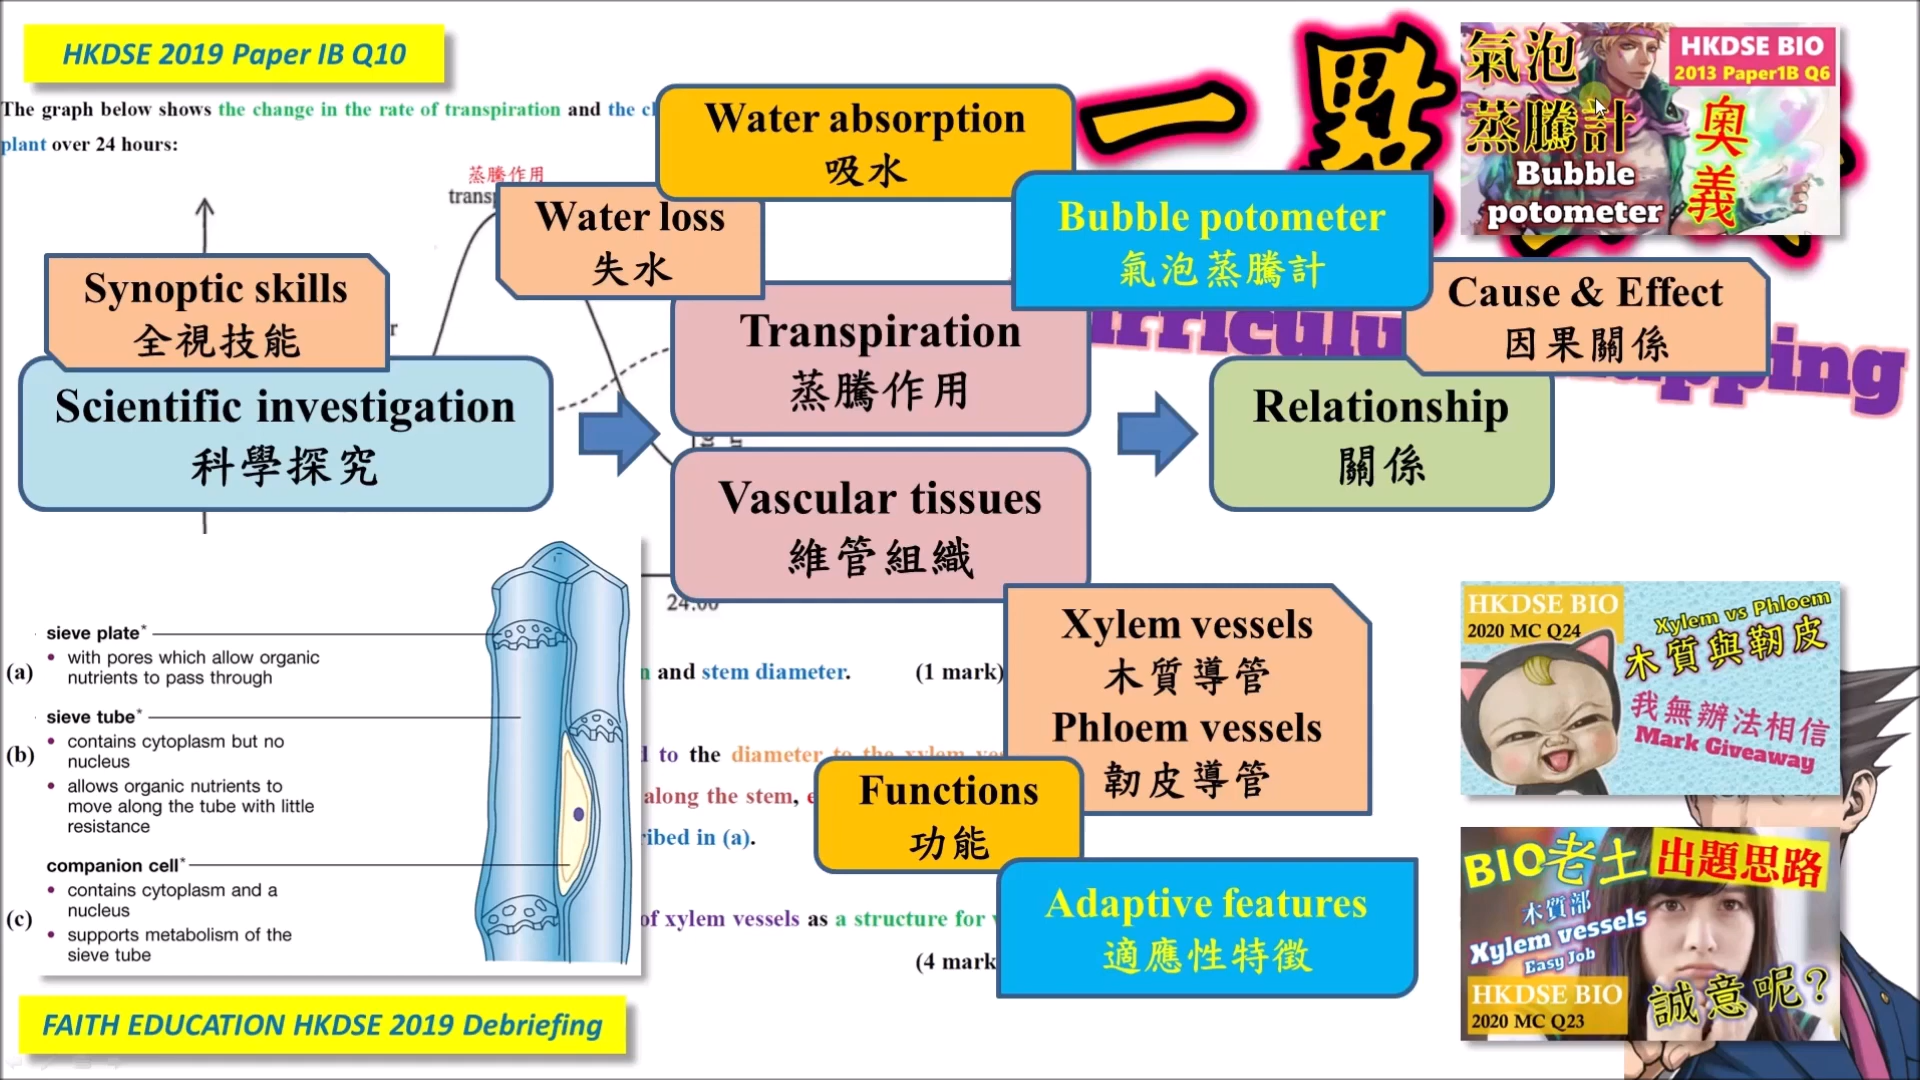 HKDSE 2019 Paper IB Q10
The graph below shows the change in the rate of transpiration and the cl
plant over 24 hours:
蒸騰作用
trans
Water absorption
吸水
Water loss
失水
Bubble potometer
氣泡蒸騰計
一點
氣泡
蒸騰計
Bubble
potometer
HKDSE BIO
2013 Paper1B Q6
奧義
Synoptic skills
全視技能
Cause & Effect
因果關係
Scientific investigation
科學探究
Transpiration
蒸騰作用
Relationship
關係
Vascular tissues
維管組織
24:00
sieve plate*
• with pores which allow organic
nutrients to pass through
sieve tube*
• contains cytoplasm but no
nucleus
• allows organic nutrients to
move along the tube with little
resistance
companion cell*
• contains cytoplasm and a
nucleus
• supports metabolism of the
sieve tube
(a)
and stem diameter. (1 mark)
(b)
to the diameter to the xylem
along the stem,
ribed in (a).
(c)
of xylem vessels as a structure for
(4 mark
Xylem vessels
木質導管
Phloem vessels
韌皮導管
Functions
功能
Adaptive features
適應性特徵
HKDSE BIO
2020 MC Q24
Xylem vs Phloem
木質與韌皮
我無辦法相信
Mark Giveaway
BIO老土出題思路
木質部
Xylem vessels
Easy Job
HKDSE BIO
2020 MC Q23
誠意呢?
FAITH EDUCATION HKDSE 2019 Debriefing